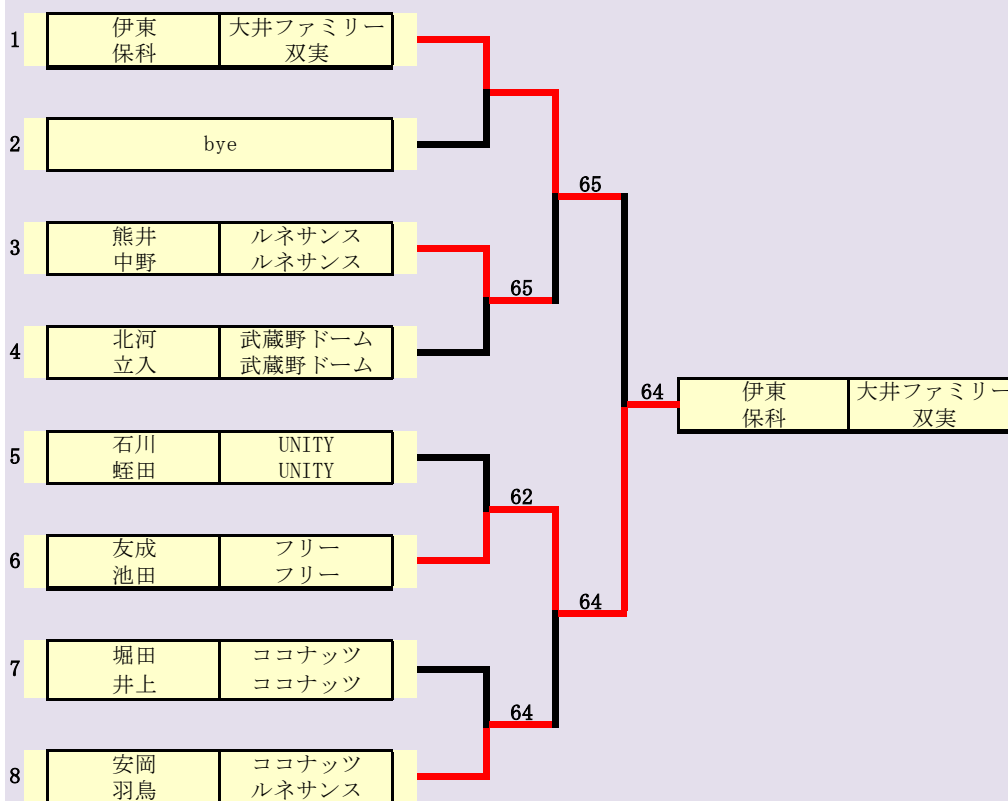 1
伊東 大井ファミリー
保科 双実
2
bye
65
3
熊井 ルネサンス
中野 ルネサンス
65
4
北河 武蔵野ドーム
立入 武蔵野ドーム
64
伊東 大井ファミリー
保科 双実
5
石川 UNITY
蛭田 UNITY
62
6
友成 フリー
池田 フリー
64
7
堀田 ココナッツ
井上 ココナッツ
64
8
安岡 ココナッツ
羽鳥 ルネサンス